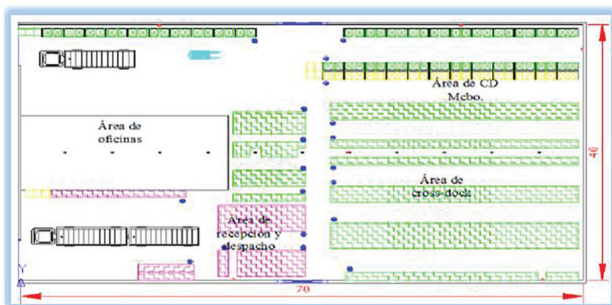 Área de CD
Mcbo.
Área de
oficinas
40
Área de
cross-dock
Área de
recepción y
despacho
70